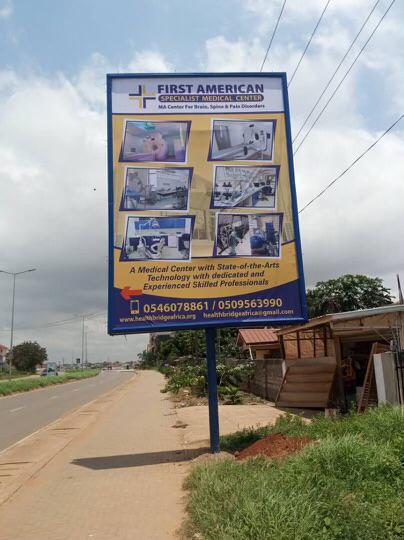 FIRST AMERICAN
SPECIALIST MEDICAL CENTER
MA Center For Brain, Spine & Pain Disorders
A Medical Center with State-of-the-Arts
Technology with dedicated and
Experienced Skilled Professionals
0546078861 / 0509563990
www.healthbridgeafrica.org, healthbridgeafrica@gmail.com